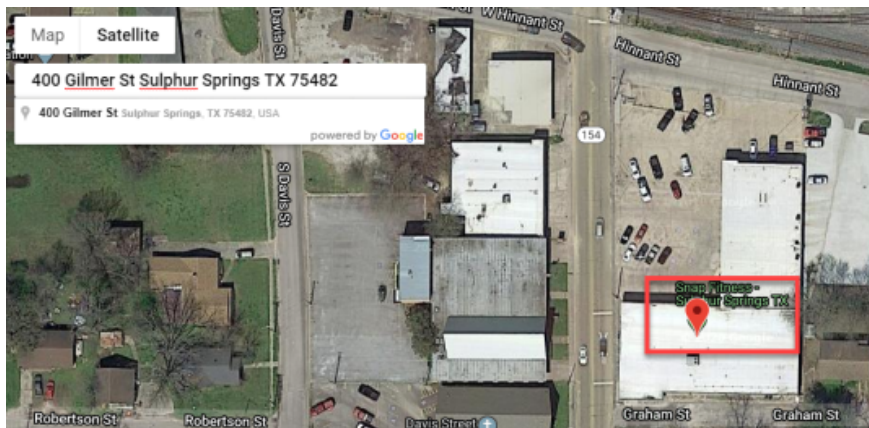 W Hinnant St
S Davis St
Map Satellite
Hinnant St
400 Gilmer St Sulphur Springs TX 75482
Hinnant St
400 Gilmer St Sulphur Springs, TX 75482, USA
powered by Google
154
S Davis St
Snap Fitness -
Sulphur Springs TX
Robertson St
Robertson St
Davis Street
Graham St
Graham St